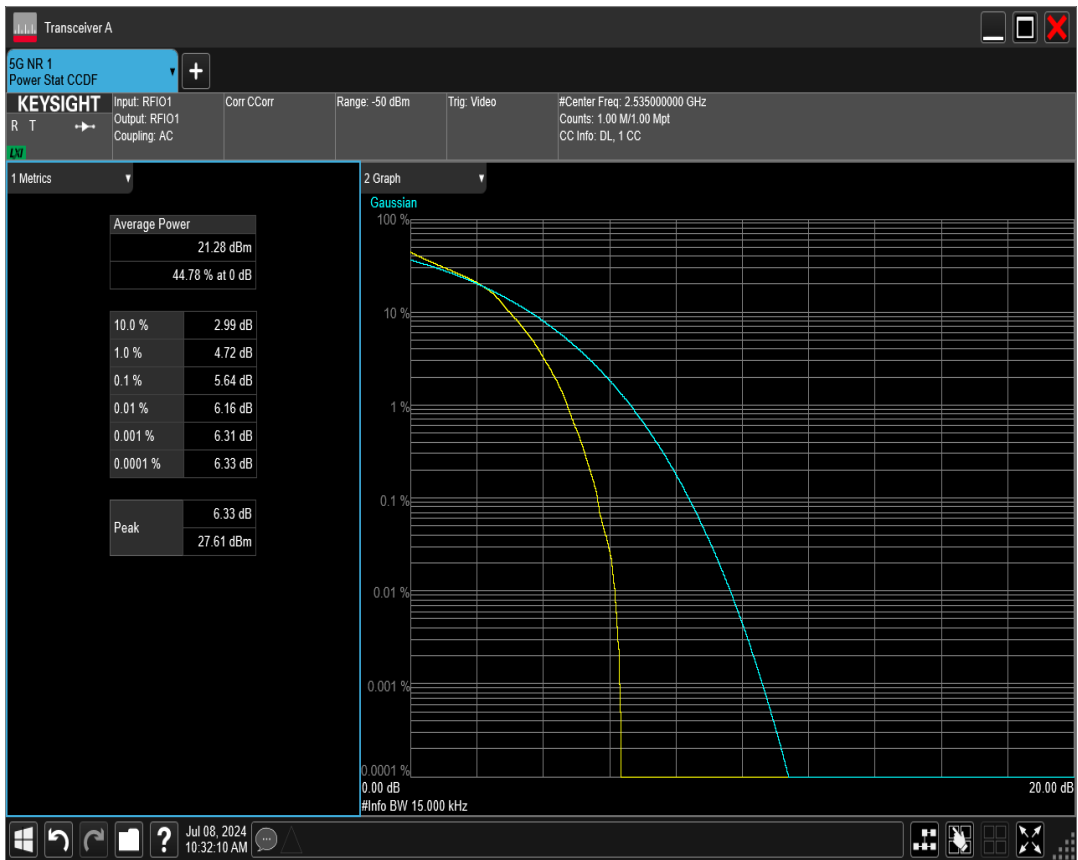 Transceiver A
5G NR 1
Power Stat CCDF
+
KEYSIGHT
R T
LXI
Input: RFIO1
Output: RFIO1
Coupling: AC
Corr CCorr
Range: -50 dBm
Trig: Video
#Center Freq: 2.535000000 GHz
Counts: 1.00 M/1.00 Mpt
CC Info: DL, 1 CC
1 Metrics
Average Power
21.28 dBm
44.78 % at 0 dB
10.0 % 2.99 dB
1.0 % 4.72 dB
0.1 % 5.64 dB
0.01 % 6.16 dB
0.001 % 6.31 dB
0.0001 % 6.33 dB
Peak
6.33 dB
27.61 dBm
2 Graph
Gaussian
100 %
10 %
1 %
0.1 %
0.01 %
0.001 %
0.0001 %
0.00 dB 20.00 dB
#Info BW 15.000 kHz
?
Jul 08, 2024
10:32:10 AM